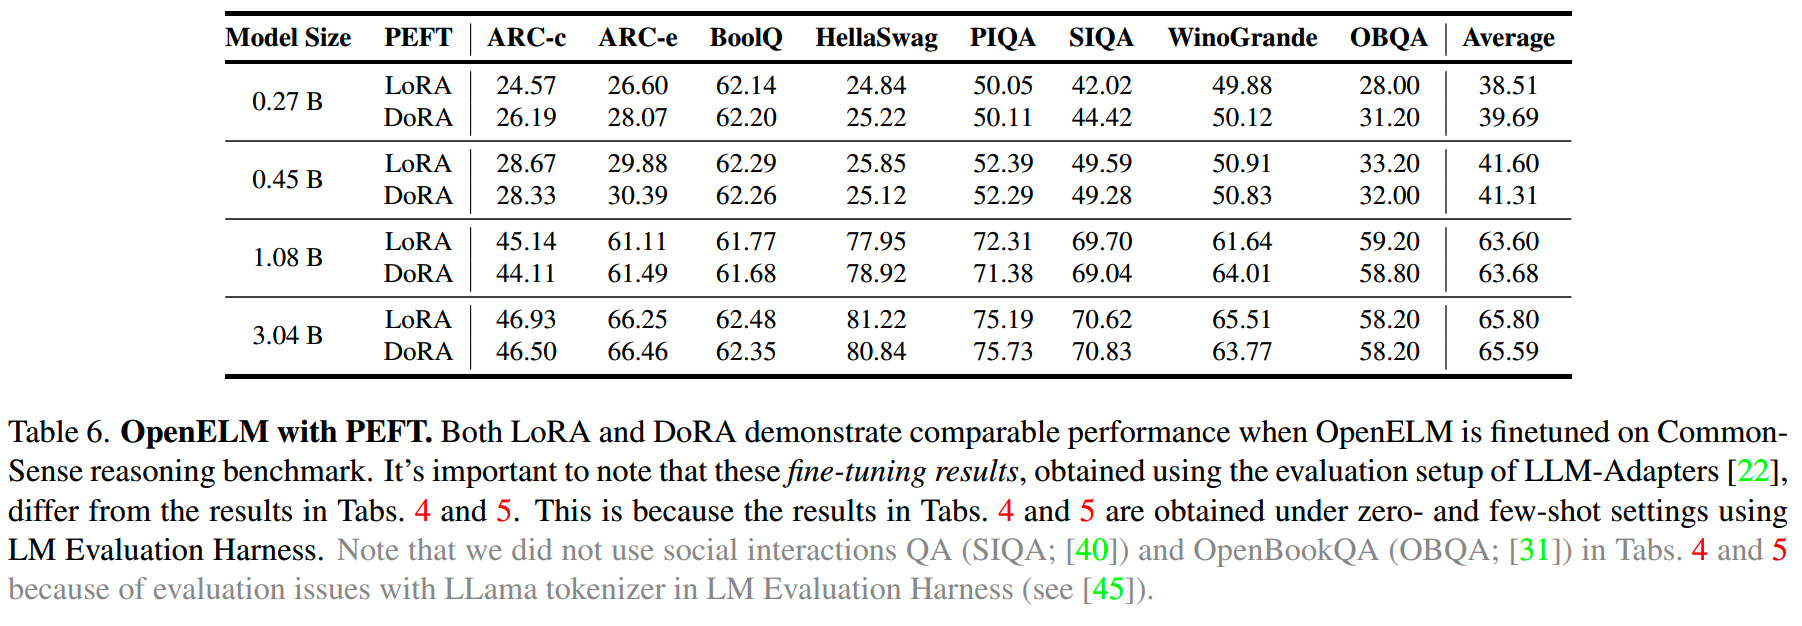 Model Size PEFT ARC-c ARC-e BoolQ HellaSwag PIQA SIQA WinoGrande OBQA Average
0.27 B
LoRA 24.57 26.60 62.14 24.84 50.05 42.02 49.88 28.00 38.51
DoRA 26.19 28.07 62.20 25.22 50.11 44.42 50.12 31.20 39.69
0.45 B
LoRA 28.67 29.88 62.29 25.85 52.39 49.59 50.91 33.20 41.60
DoRA 28.33 30.39 62.26 25.12 52.29 49.28 50.83 32.00 41.31
1.08 B
LoRA 45.14 61.11 61.77 77.95 72.31 69.70 61.64 59.20 63.60
DoRA 44.11 61.49 61.68 78.92 71.38 69.04 64.01 58.80 63.68
3.04 B
LoRA 46.93 66.25 62.48 81.22 75.19 70.62 65.51 58.20 65.80
DoRA 46.50 66.46 62.35 80.84 75.73 70.83 63.77 58.20 65.59
Table 6. OpenELM with PEFT. Both LoRA and DoRA demonstrate comparable performance when OpenELM is finetuned on Common-
Sense reasoning benchmark. It's important to note that these fine-tuning results, obtained using the evaluation setup of LLM-Adapters [22],
differ from the results in Tabs. 4 and 5. This is because the results in Tabs. 4 and 5 are obtained under zero- and few-shot settings using
LM Evaluation Harness. Note that we did not use social interactions QA (SIQA; [40]) and OpenBookQA (OBQA; [31]) in Tabs. 4 and 5
because of evaluation issues with LLama tokenizer in LM Evaluation Harness (see [45]).